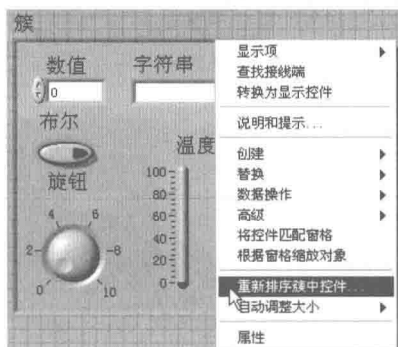 簇
数值
字符串
0
布尔
温度
旋钮
100
80
60
40
20
0
4
6
2
8
0
10
显示项
查找接线端
转换为显示控件
说明和提示...
创建
替换
数据操作
高级
将控件匹配窗格
根据窗格缩放对象
重新排序簇中控件...
自动调整大小
属性